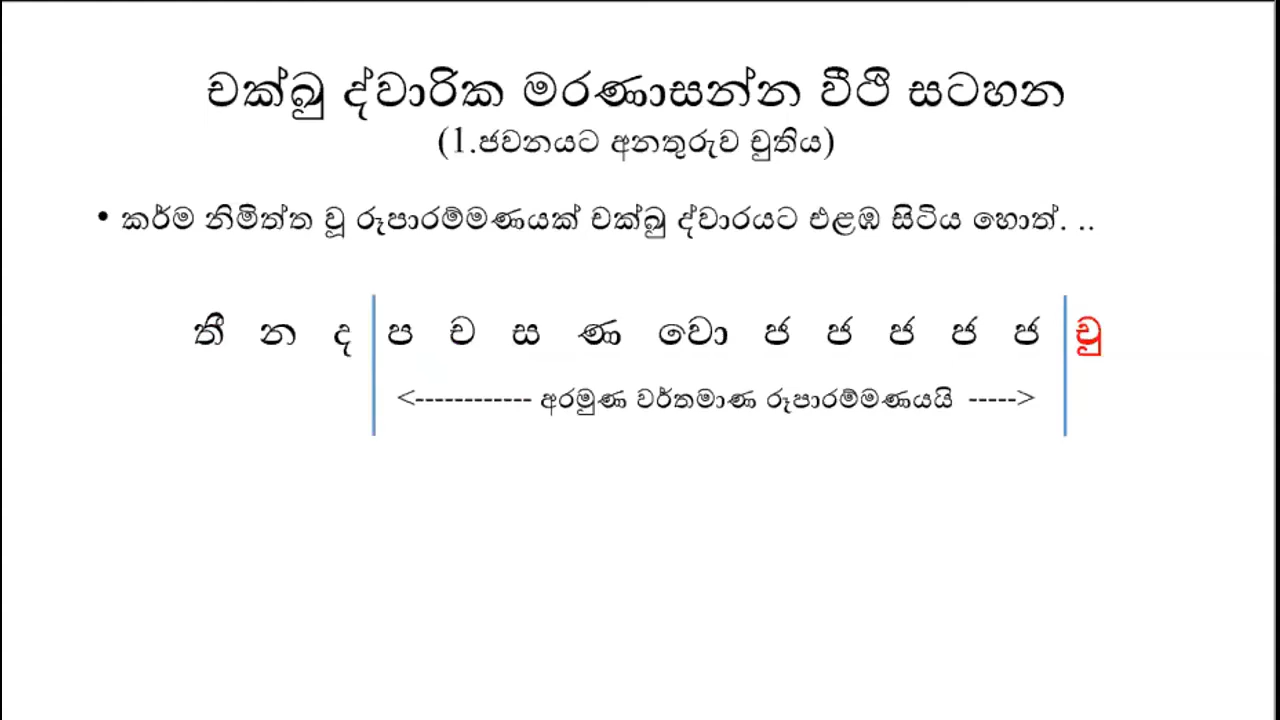 චක්ඛු ද්වාරික මරණාසන්න වීථි සටහන
(1.ජවනයට අනතුරුව චුතිය)
• කර්ම නිමිත්ත වූ රූපාරම්මණයක් චක්ඛු ද්වාරයට එළඹ සිටිය හොත්. ..
තී න ද ප ච ස ණ වො ජ ජ ජ ජ ජ චු
<------------ අරමුණ වර්තමාණ රූපාරම්මණයයි ----->